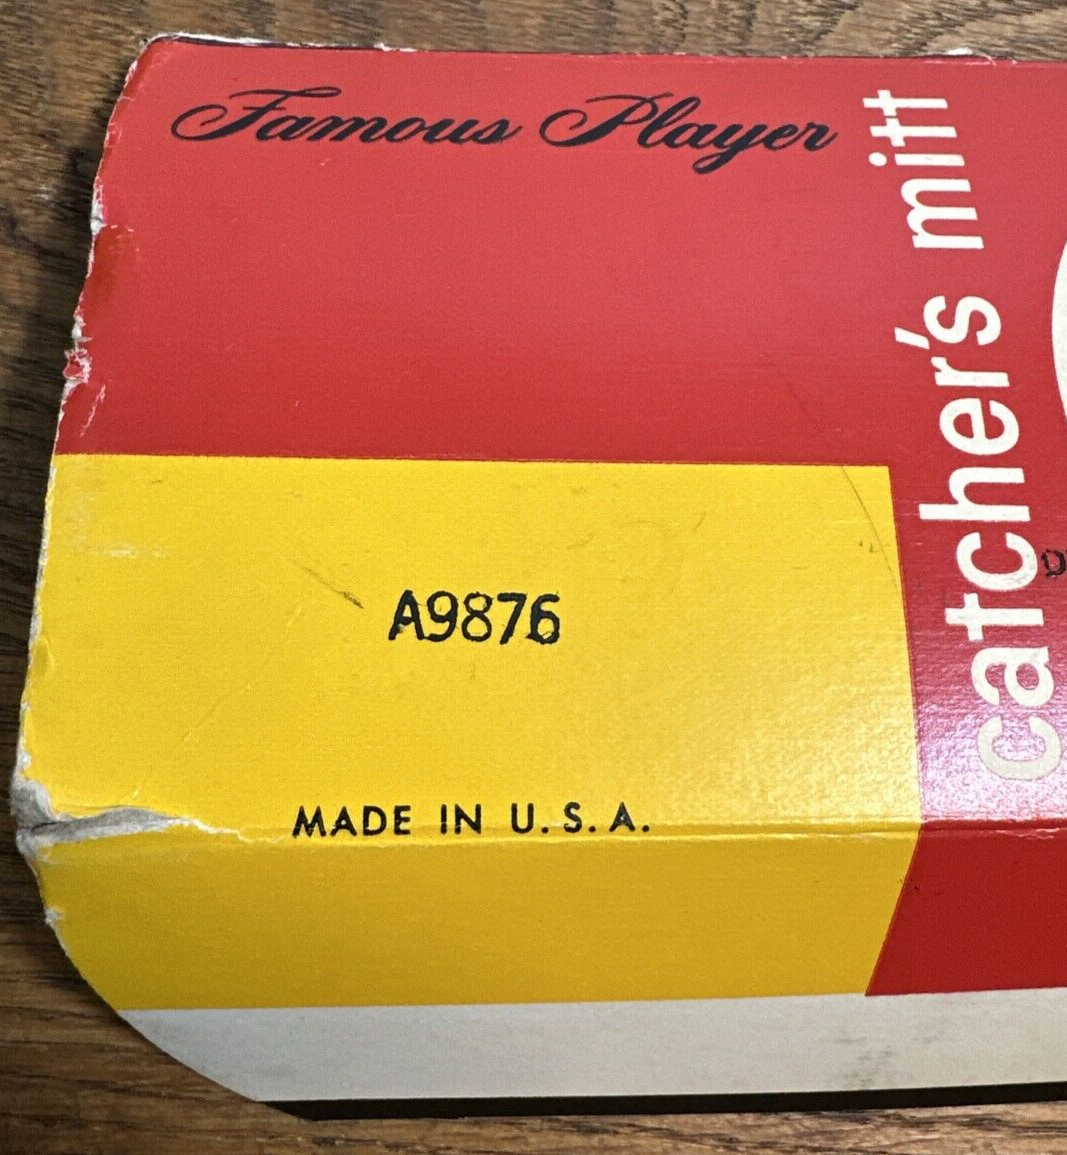 Famous Player
catcher's mitt
A9876
MADE IN U.S.A.